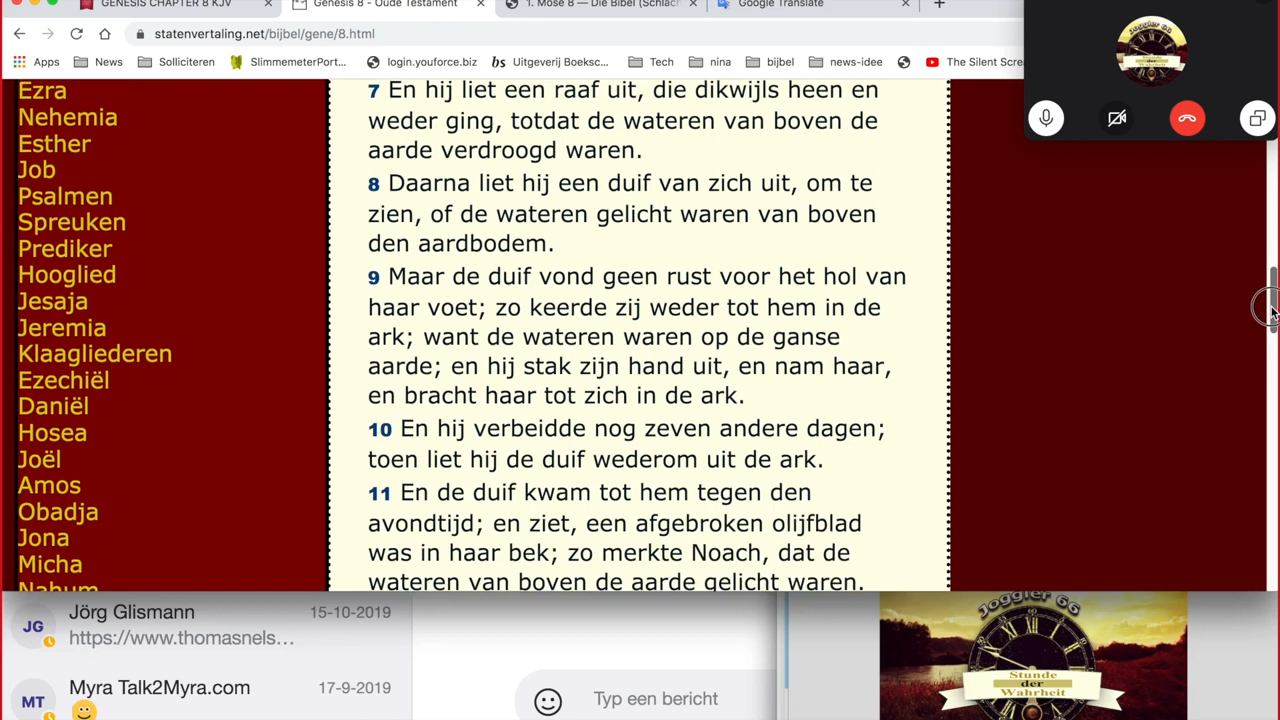 GENESIS CHAPTER 8 KJV
Genesis 8 - Oude Testament
1. Mose 8 — Die Bibel (Schlach
Google Translate
statenvertaling.net/bijbel/gene/8.html
Apps
News
Solliciteren
SlimmemeterPort...
login.youforce.biz
bs Uitgeverij Boeksc...
Tech
nina
bijbel
news-idee
The Silent Screa
Joggler 66
Ezra
Nehemia
Esther
Job
Psalmen
Spreuken
Prediker
Hooglied
Jesaja
Jeremia
Klaagliederen
Ezechiël
Daniël
Hosea
Joël
Amos
Obadja
Jona
Micha
Nahum
7 En hij liet een raaf uit, die dikwijls heen en
weder ging, totdat de wateren van boven de
aarde verdroogd waren.
8 Daarna liet hij een duif van zich uit, om te
zien, of de wateren gelicht waren van boven
den aardbodem.
9 Maar de duif vond geen rust voor het hol van
haar voet; zo keerde zij weder tot hem in de
ark; want de wateren waren op de ganse
aarde; en hij stak zijn hand uit, en nam haar,
en bracht haar tot zich in de ark.
10 En hij verbeidde nog zeven andere dagen;
toen liet hij de duif wederom uit de ark.
11 En de duif kwam tot hem tegen den
avondtijd; en ziet, een afgebroken olijfblad
was in haar bek; zo merkte Noach, dat de
wateren van boven de aarde gelicht waren.
JG
Jörg Glismann
15-10-2019
https://www.thomasnels...
MT
Myra Talk2Myra.com
17-9-2019
Typ een bericht
Joggler 66
Stunde
der
Wahrheit